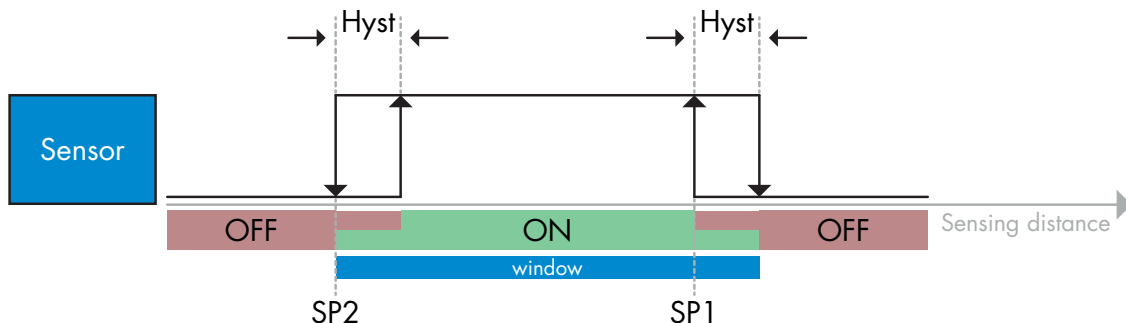 Hyst
Hyst
Sensor
OFF
ON
OFF
Sensing distance
window
SP2
SP1